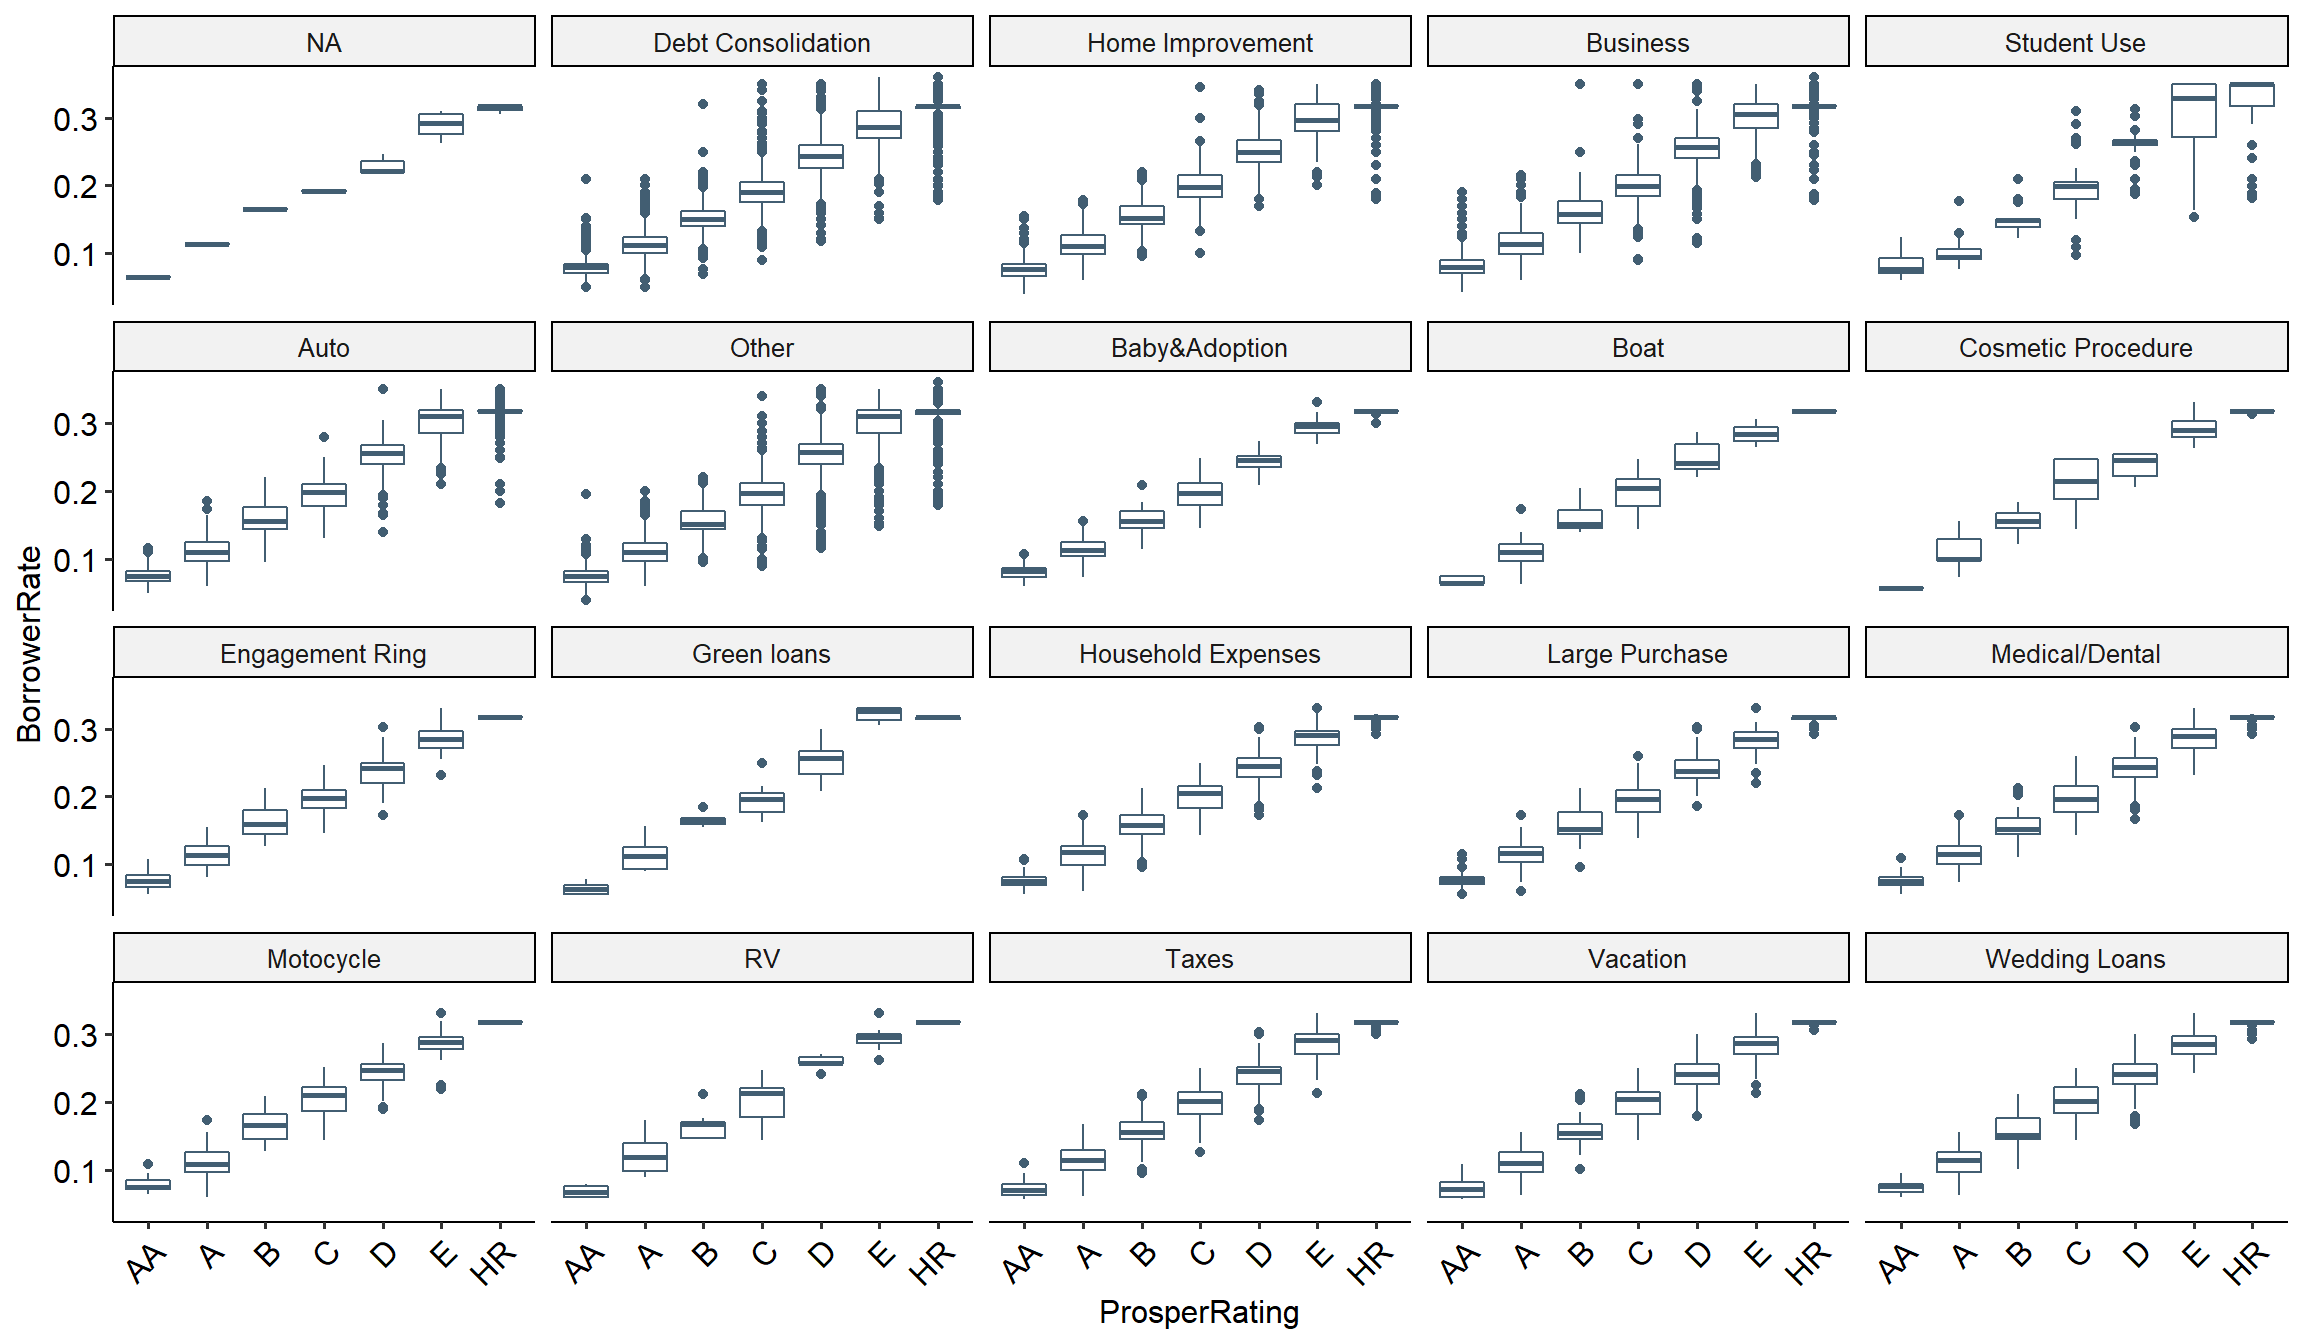 NA
Debt Consolidation
Home Improvement
Business
Student Use
0.3
0.2
0.1
Auto
Other
Baby&Adoption
Boat
Cosmetic Procedure
0.3
0.2
0.1
BorrowerRate
Engagement Ring
Green loans
Household Expenses
Large Purchase
Medical/Dental
0.3
0.2
0.1
Motocycle
RV
Taxes
Vacation
Wedding Loans
0.3
0.2
0.1
AA A B C D E HR
AA A B C D E HR
AA A B C D E HR
AA A B C D E HR
AA A B C D E HR
ProsperRating